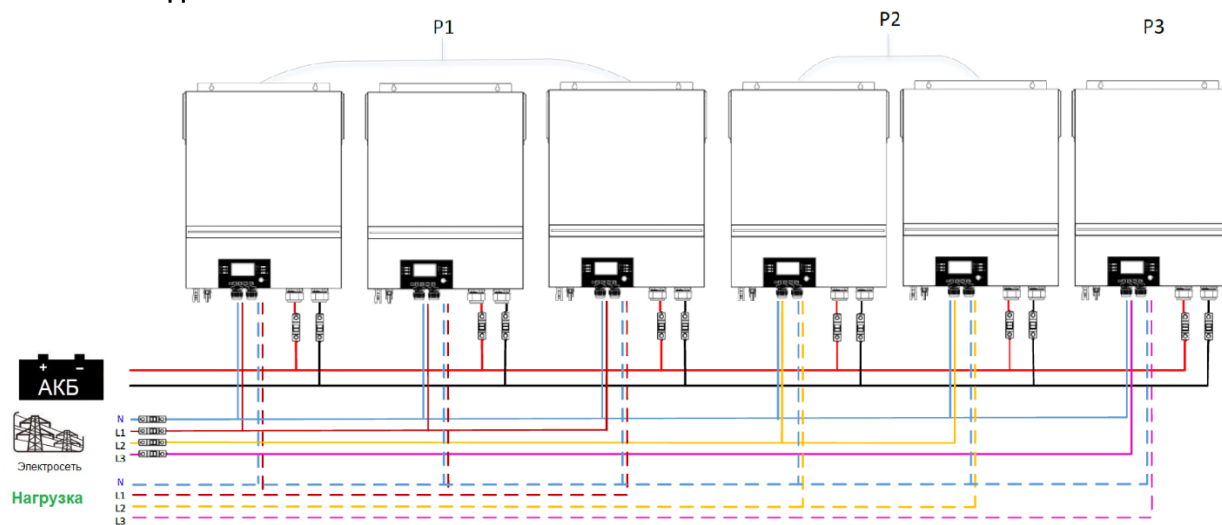 P1
P2
P3
+ −
АКБ
N
L1
L2
L3
Электросеть
Нагрузка
N
L1
L2
L3